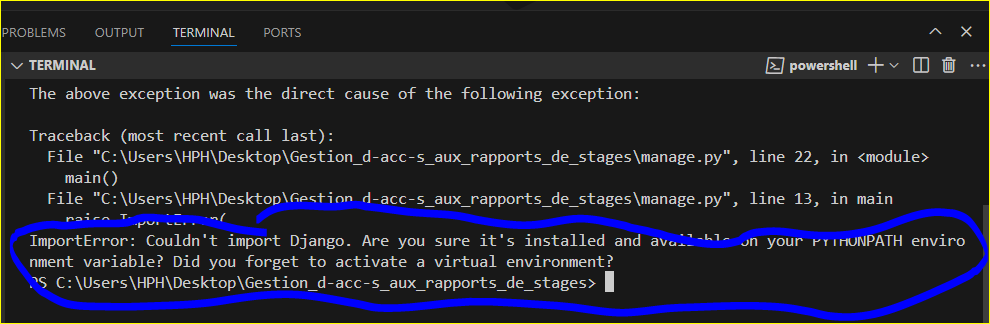 PROBLEMS OUTPUT TERMINAL PORTS
TERMINAL powershell
The above exception was the direct cause of the following exception:
Traceback (most recent call last):
File "C:\Users\HPH\Desktop\Gestion_d-acc-s_aux_rapports_de_stages\manage.py", line 22, in <module>
main()
File "C:\Users\HPH\Desktop\Gestion_d-acc-s_aux_rapports_de_stages\manage.py", line 13, in main
raise ImportError(
ImportError: Couldn't import Django. Are you sure it's installed and available on your PYTHONPATH enviro
nment variable? Did you forget to activate a virtual environment?
PS C:\Users\HPH\Desktop\Gestion_d-acc-s_aux_rapports_de_stages>